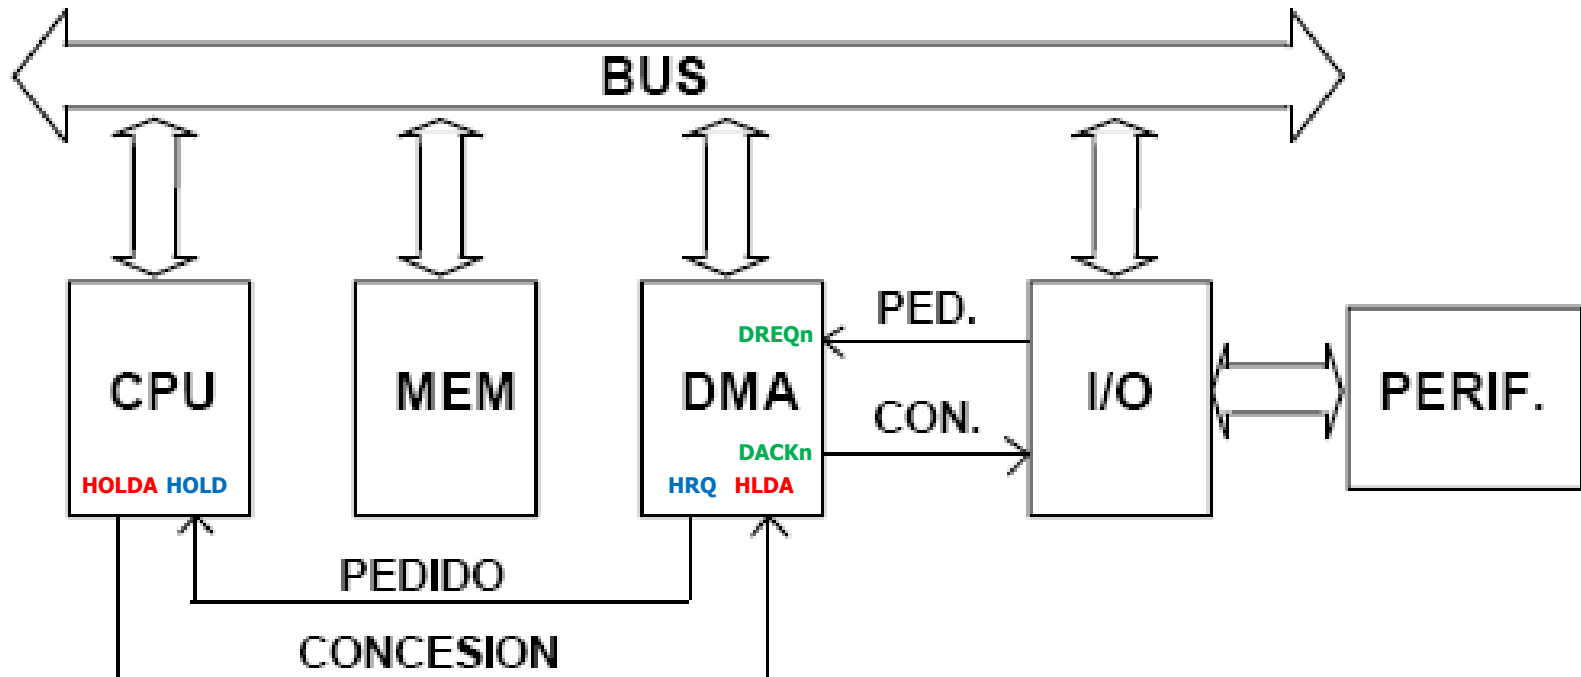 BUS
PED.
DREQn
CPU
MEM
DMA
I/O
PERIF.
CON.
DACKn
HOLDA HOLD
HRQ HLDA
PEDIDO
CONCESION